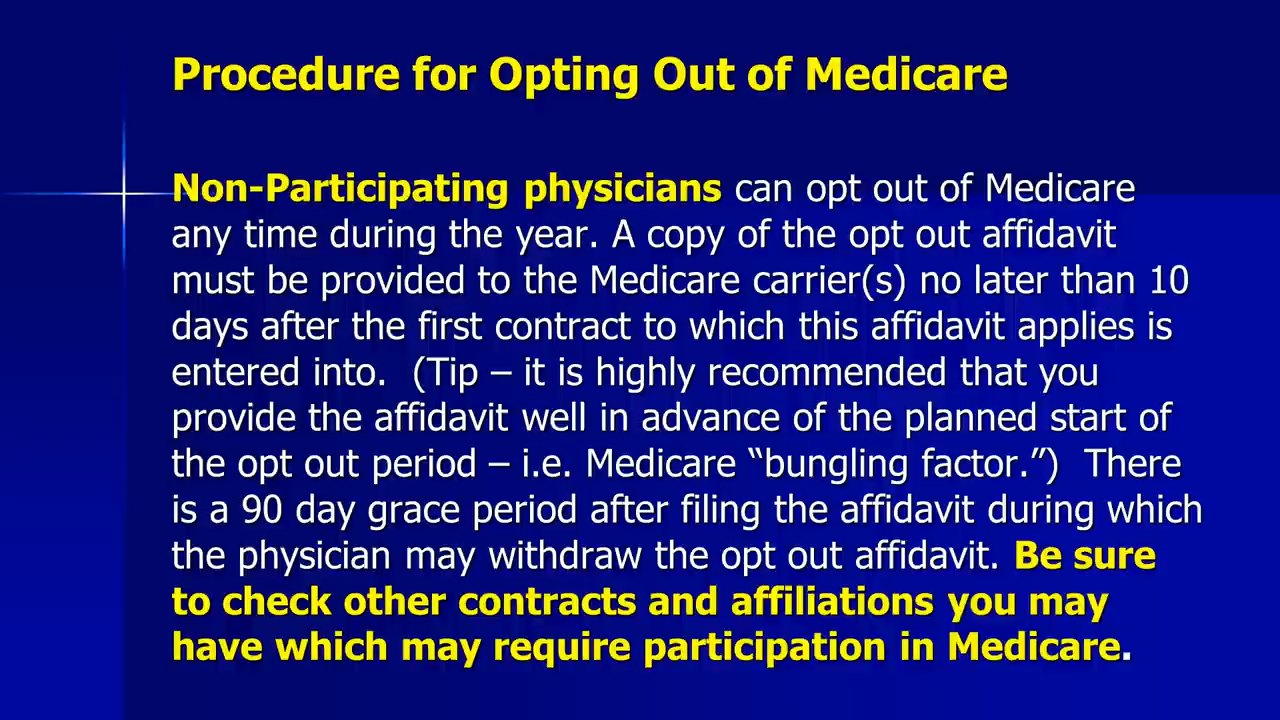 Procedure for Opting Out of Medicare
Non-Participating physicians can opt out of Medicare
any time during the year. A copy of the opt out affidavit
must be provided to the Medicare carrier(s) no later than 10
days after the first contract to which this affidavit applies is
entered into.  (Tip – it is highly recommended that you
provide the affidavit well in advance of the planned start of
the opt out period – i.e. Medicare “bungling factor.”)  There
is a 90 day grace period after filing the affidavit during which
the physician may withdraw the opt out affidavit. Be sure
to check other contracts and affiliations you may
have which may require participation in Medicare.